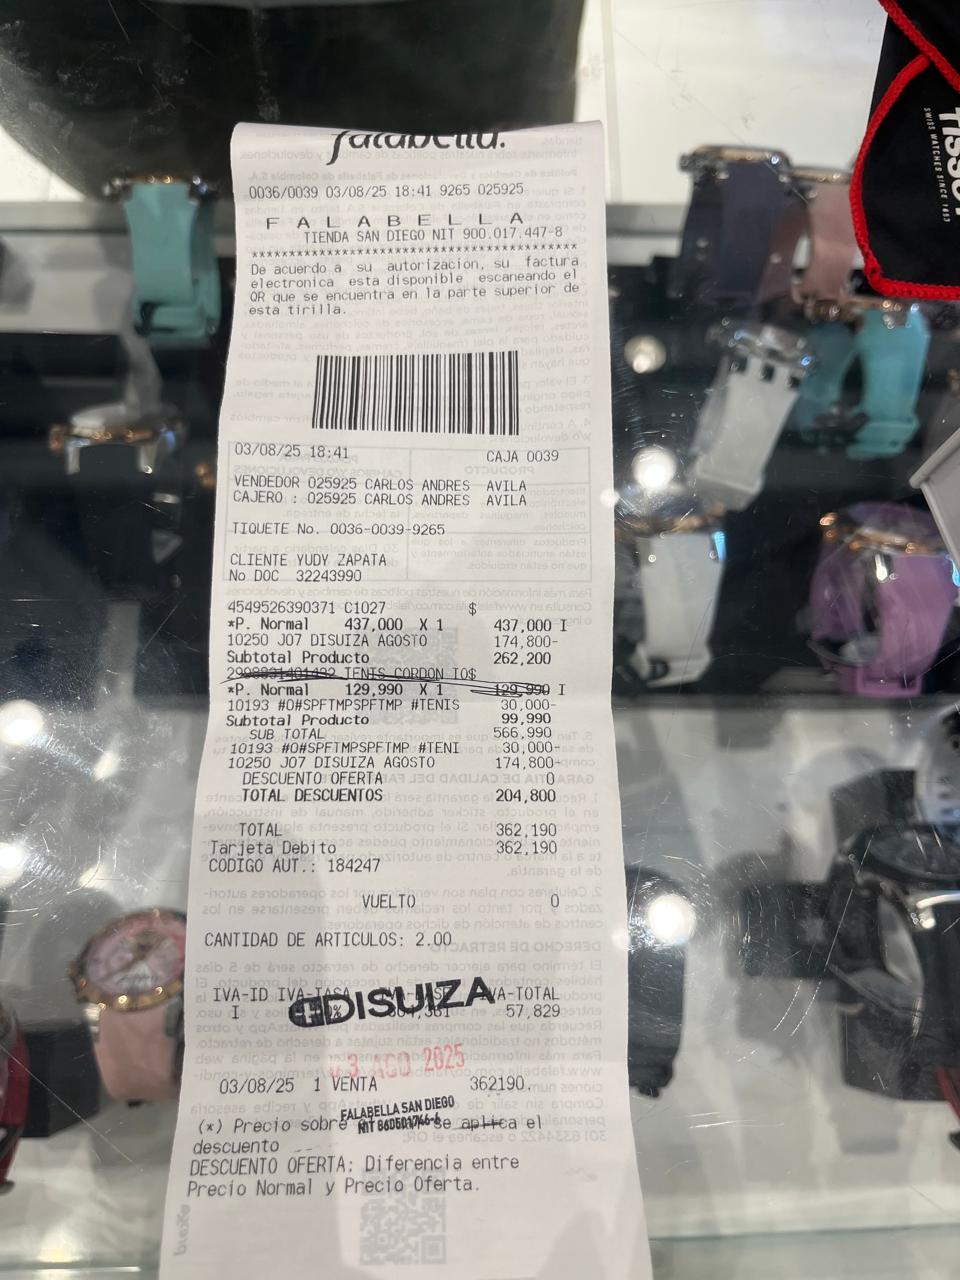 falabella.
0036/0039 03/08/25 18:41 9265 025925
F A L A B E L L A
TIENDA SAN DIEGO NIT 900.017.447-8
****************************************
De acuerdo a su autorizacion, su factura
electronica esta disponible escaneando el
QR que se encuentra en la parte superior de
esta tirilla.
03/08/25 18:41 CAJA 0039
VENDEDOR 025925 CARLOS ANDRES AVILA
CAJERO : 025925 CARLOS ANDRES AVILA
TIQUETE No. 0036-0039-9265
CLIENTE YUDY ZAPATA
No DOC 32243990
4549526390371 C1027 $
*P. Normal 437,000 X 1 437,000 I
10250 J07 DISUIZA AGOSTO 174,800-
Subtotal Producto 262,200
TENIS CORDON TO$
*P. Normal 129,990 X 1 129,990 I
10193 #O#SPFTMPSPFTMP #TENIS 30,000-
Subtotal Producto 99,990
SUB TOTAL 566,990
10193 #O#SPFTMPSPFTMP #TENI 30,000-
10250 J07 DISUIZA AGOSTO 174,800-
DESCUENTO OFERTA 0
TOTAL DESCUENTOS 204,800
TOTAL 362,190
Tarjeta Debito 362,190
CODIGO AUT.: 184247
VUELTO 0
CANTIDAD DE ARTICULOS: 2.00
IVA-ID IVA-TASA IVA-TOTAL
I 57,829
DISUIZA
3 AGO 2025
03/08/25 1 VENTA 362190.
FALABELLA SAN DIEGO
(*) Precio sobre se aplica el
descuento
DESCUENTO OFERTA: Diferencia entre
Precio Normal y Precio Oferta.
TISSOT
SWISS WATCHES SINCE 1853